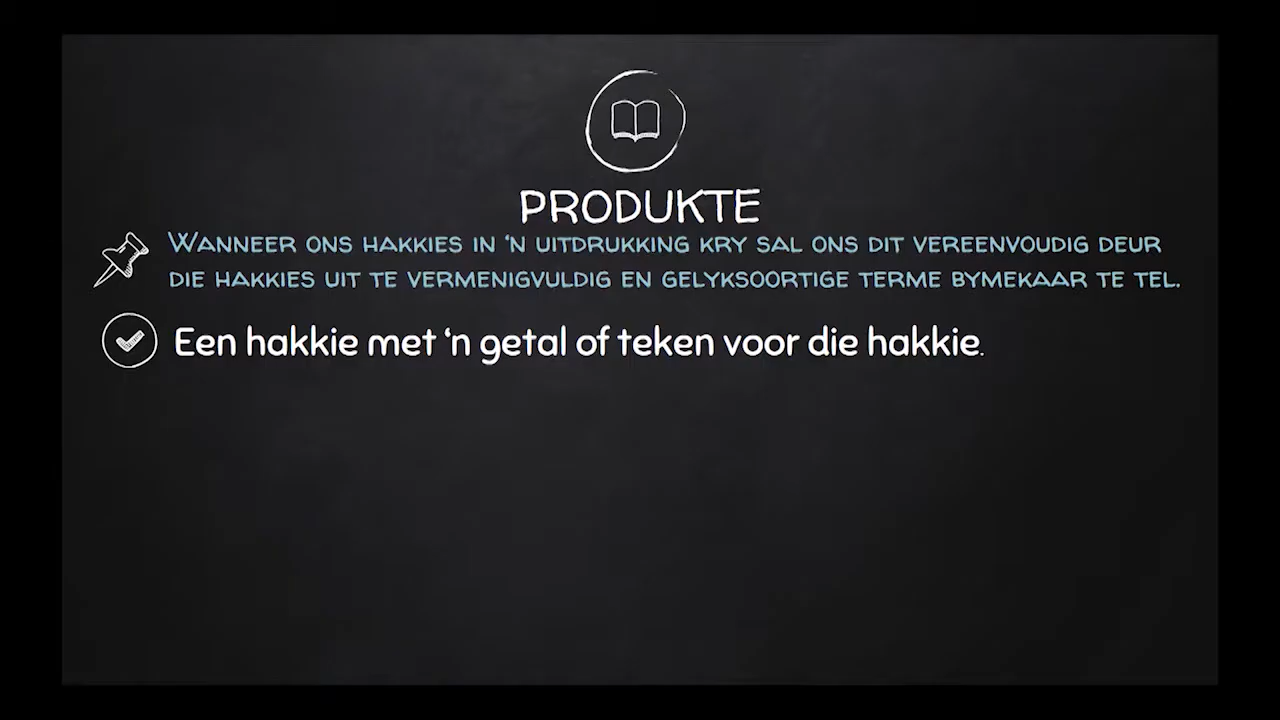 PRODUKTE
WANNEER ONS HAKKIES IN ‘N UITDRUKKING KRY SAL ONS DIT VEREENVOUDIG DEUR
DIE HAKKIES UIT TE VERMENIGVULDIG EN GELYKSOORTIGE TERME BYMEKAAR TE TEL.
Een hakkie met ‘n getal of teken voor die hakkie.